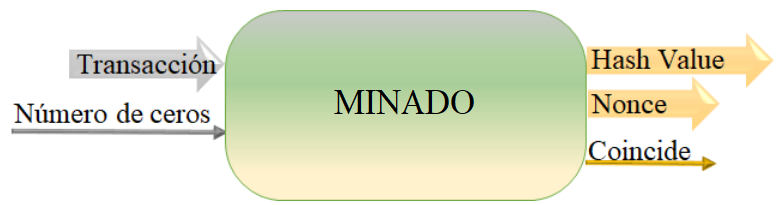 Transacción
Número de ceros
MINADO
Hash Value
Nonce
Coincide